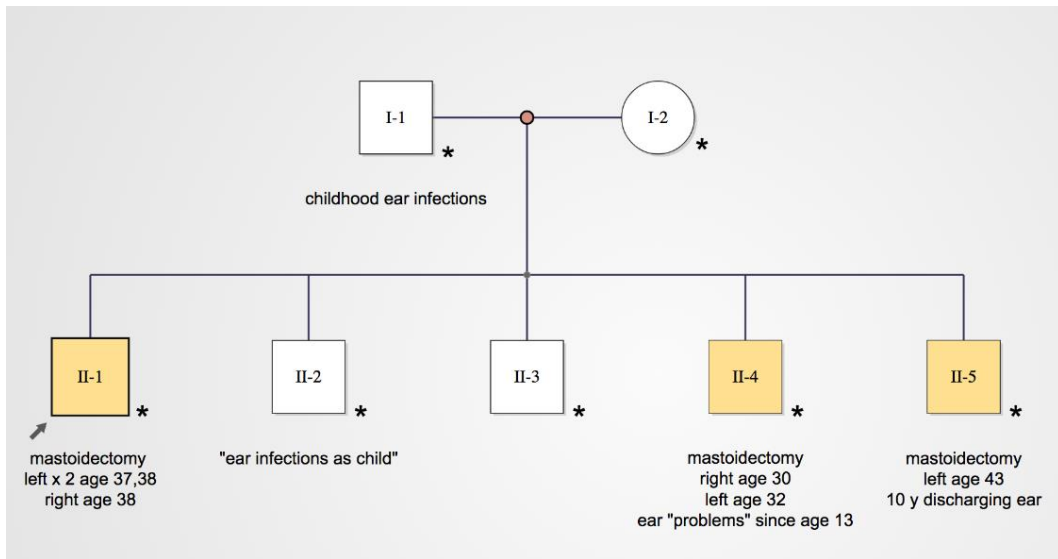 I-1
I-2
*
*
childhood ear infections
II-1
II-2
II-3
II-4
II-5
*
*
*
*
*
mastoidectomy
left x 2 age 37,38
right age 38
"ear infections as child"
mastoidectomy
right age 30
left age 32
ear "problems" since age 13
mastoidectomy
left age 43
10 y discharging ear